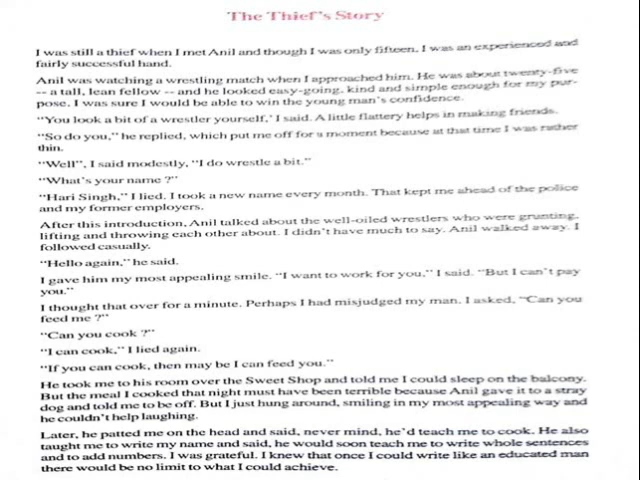 The Thief's Story
I was still a thief when I met Anil and though I was only fifteen, I was an experienced and
fairly successful hand.
Anil was watching a wrestling match when I approached him. He was about twenty-five
-- a tall, lean fellow -- and he looked easy-going, kind and simple enough for my pur-
pose. I was sure I would be able to win the young man's confidence.
"You look a bit of a wrestler yourself,' I said. A little flattery helps in making friends.
"So do you," he replied, which put me off for a moment because at that time I was rather
thin.
"Well", I said modestly, "I do wrestle a bit."
"What's your name ?"
"Hari Singh," I lied. I took a new name every month. That kept me ahead of the police
and my former employers.
After this introduction, Anil talked about the well-oiled wrestlers who were grunting,
lifting and throwing each other about. I didn't have much to say. Anil walked away. I
followed casually.
"Hello again," he said.
I gave him my most appealing smile. "I want to work for you," I said. "But I can't pay
you."
I thought that over for a minute. Perhaps I had misjudged my man. I asked, "Can you
feed me ?"
"Can you cook ?"
"I can cook," I lied again.
"If you can cook, then may be I can feed you."
He took me to his room over the Sweet Shop and told me I could sleep on the balcony.
But the meal I cooked that night must have been terrible because Anil gave it to a stray
dog and told me to be off. But I just hung around, smiling in my most appealing way and
he couldn't help laughing.
Later, he patted me on the head and said, never mind, he'd teach me to cook. He also
taught me to write my name and said, he would soon teach me to write whole sentences
and to add numbers. I was grateful. I knew that once I could write like an educated man
there would be no limit to what I could achieve.